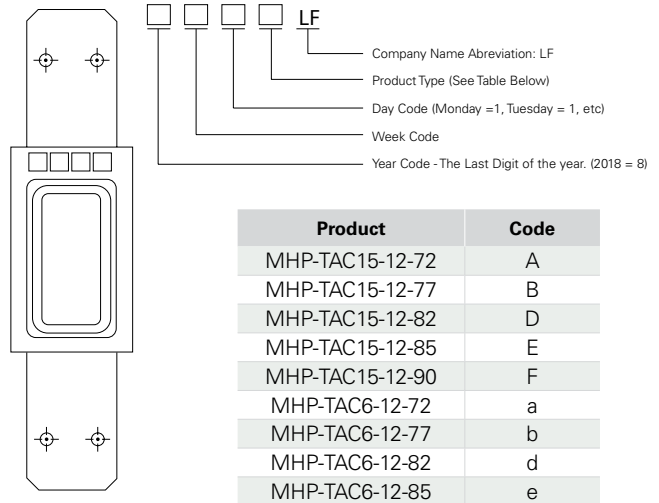 LF
Company Name Abreviation: LF
Product Type (See Table Below)
Day Code (Monday =1, Tuesday = 1, etc)
Week Code
Year Code - The Last Digit of the year. (2018 = 8)
Product Code
MHP-TAC15-12-72 A
MHP-TAC15-12-77 B
MHP-TAC15-12-82 D
MHP-TAC15-12-85 E
MHP-TAC15-12-90 F
MHP-TAC6-12-72 a
MHP-TAC6-12-77 b
MHP-TAC6-12-82 d
MHP-TAC6-12-85 e